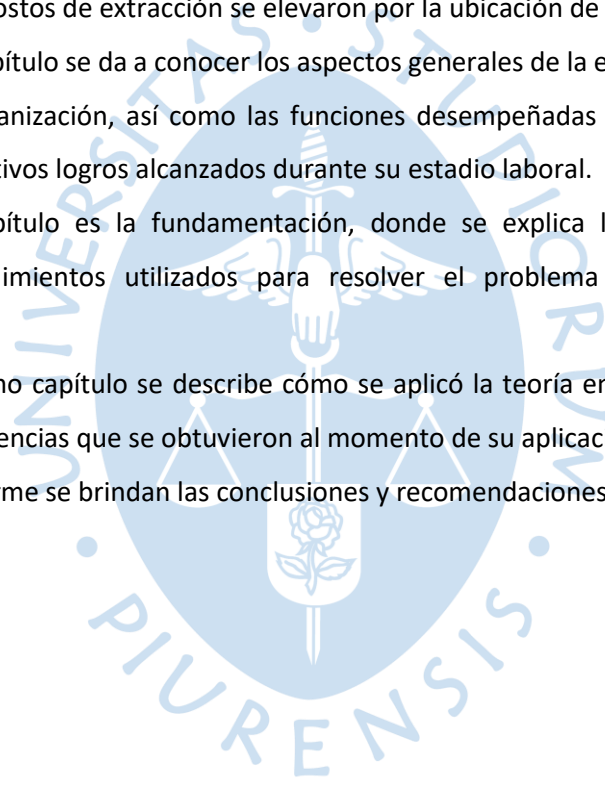 ostos de extracción se elevaron por la ubicación de
pítulo se da a conocer los aspectos generales de la e
anización, así como las funciones desempeñadas
tivos logros alcanzados durante su estadio laboral.
pítulo es la fundamentación, donde se explica l
dimientos utilizados para resolver el problema
no capítulo se describe cómo se aplicó la teoría en
encias que se obtuvieron al momento de su aplicac
rme se brindan las conclusiones y recomendaciones
UNIVERSITAS • STUDIORUM • PIURENSIS •